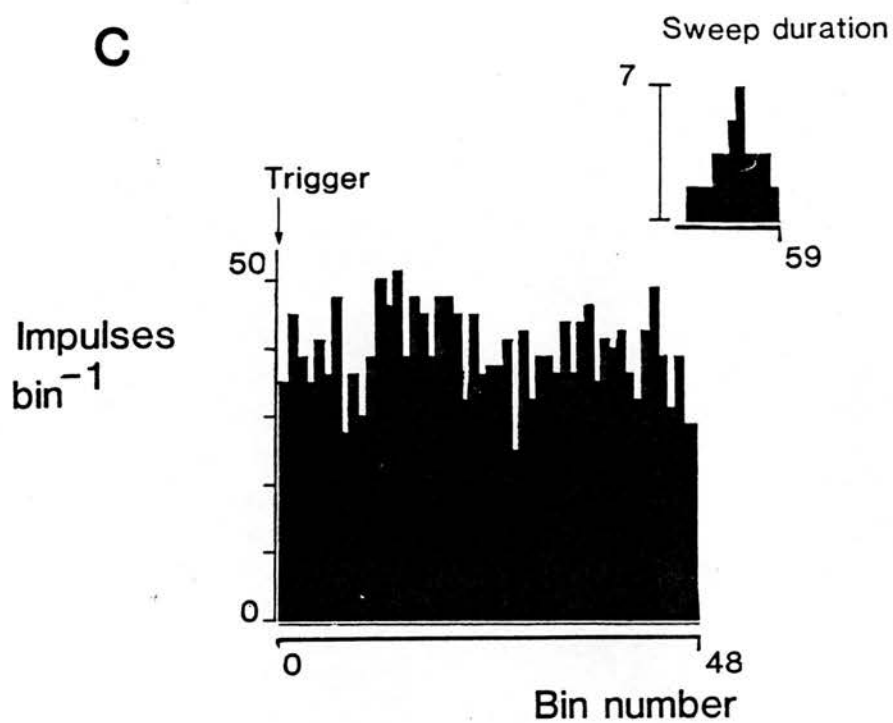 C
Sweep duration
7
59
Trigger
50
Impulses
bin⁻¹
0
0
48
Bin number